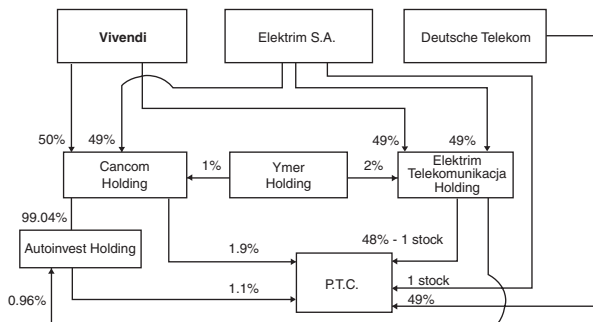 Vivendi
Elektrim S.A.
Deutsche Telekom
50%
49%
49%
49%
Cancom
Holding
1%
Ymer
Holding
2%
Elektrim
Telekomunikacja
Holding
99.04%
Autoinvest Holding
1.9%
48% - 1 stock
P.T.C.
1 stock
0.96%
1.1%
49%